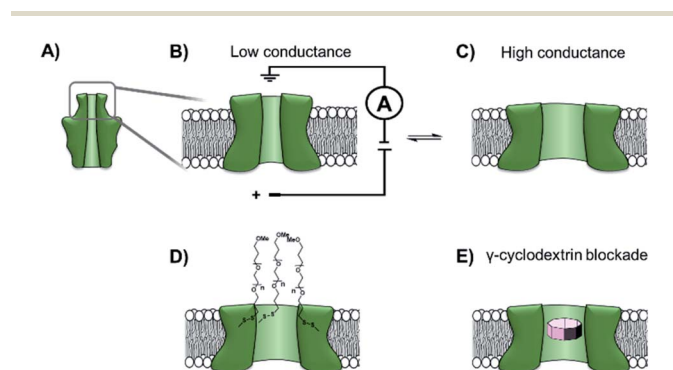 A)
B) Low conductance
A
+
C) High conductance
D)
OMe
OMe
MeO
O
O
O
O
n
O
n
n
O
S-S
S-S
S-S
E) γ-cyclodextrin blockade